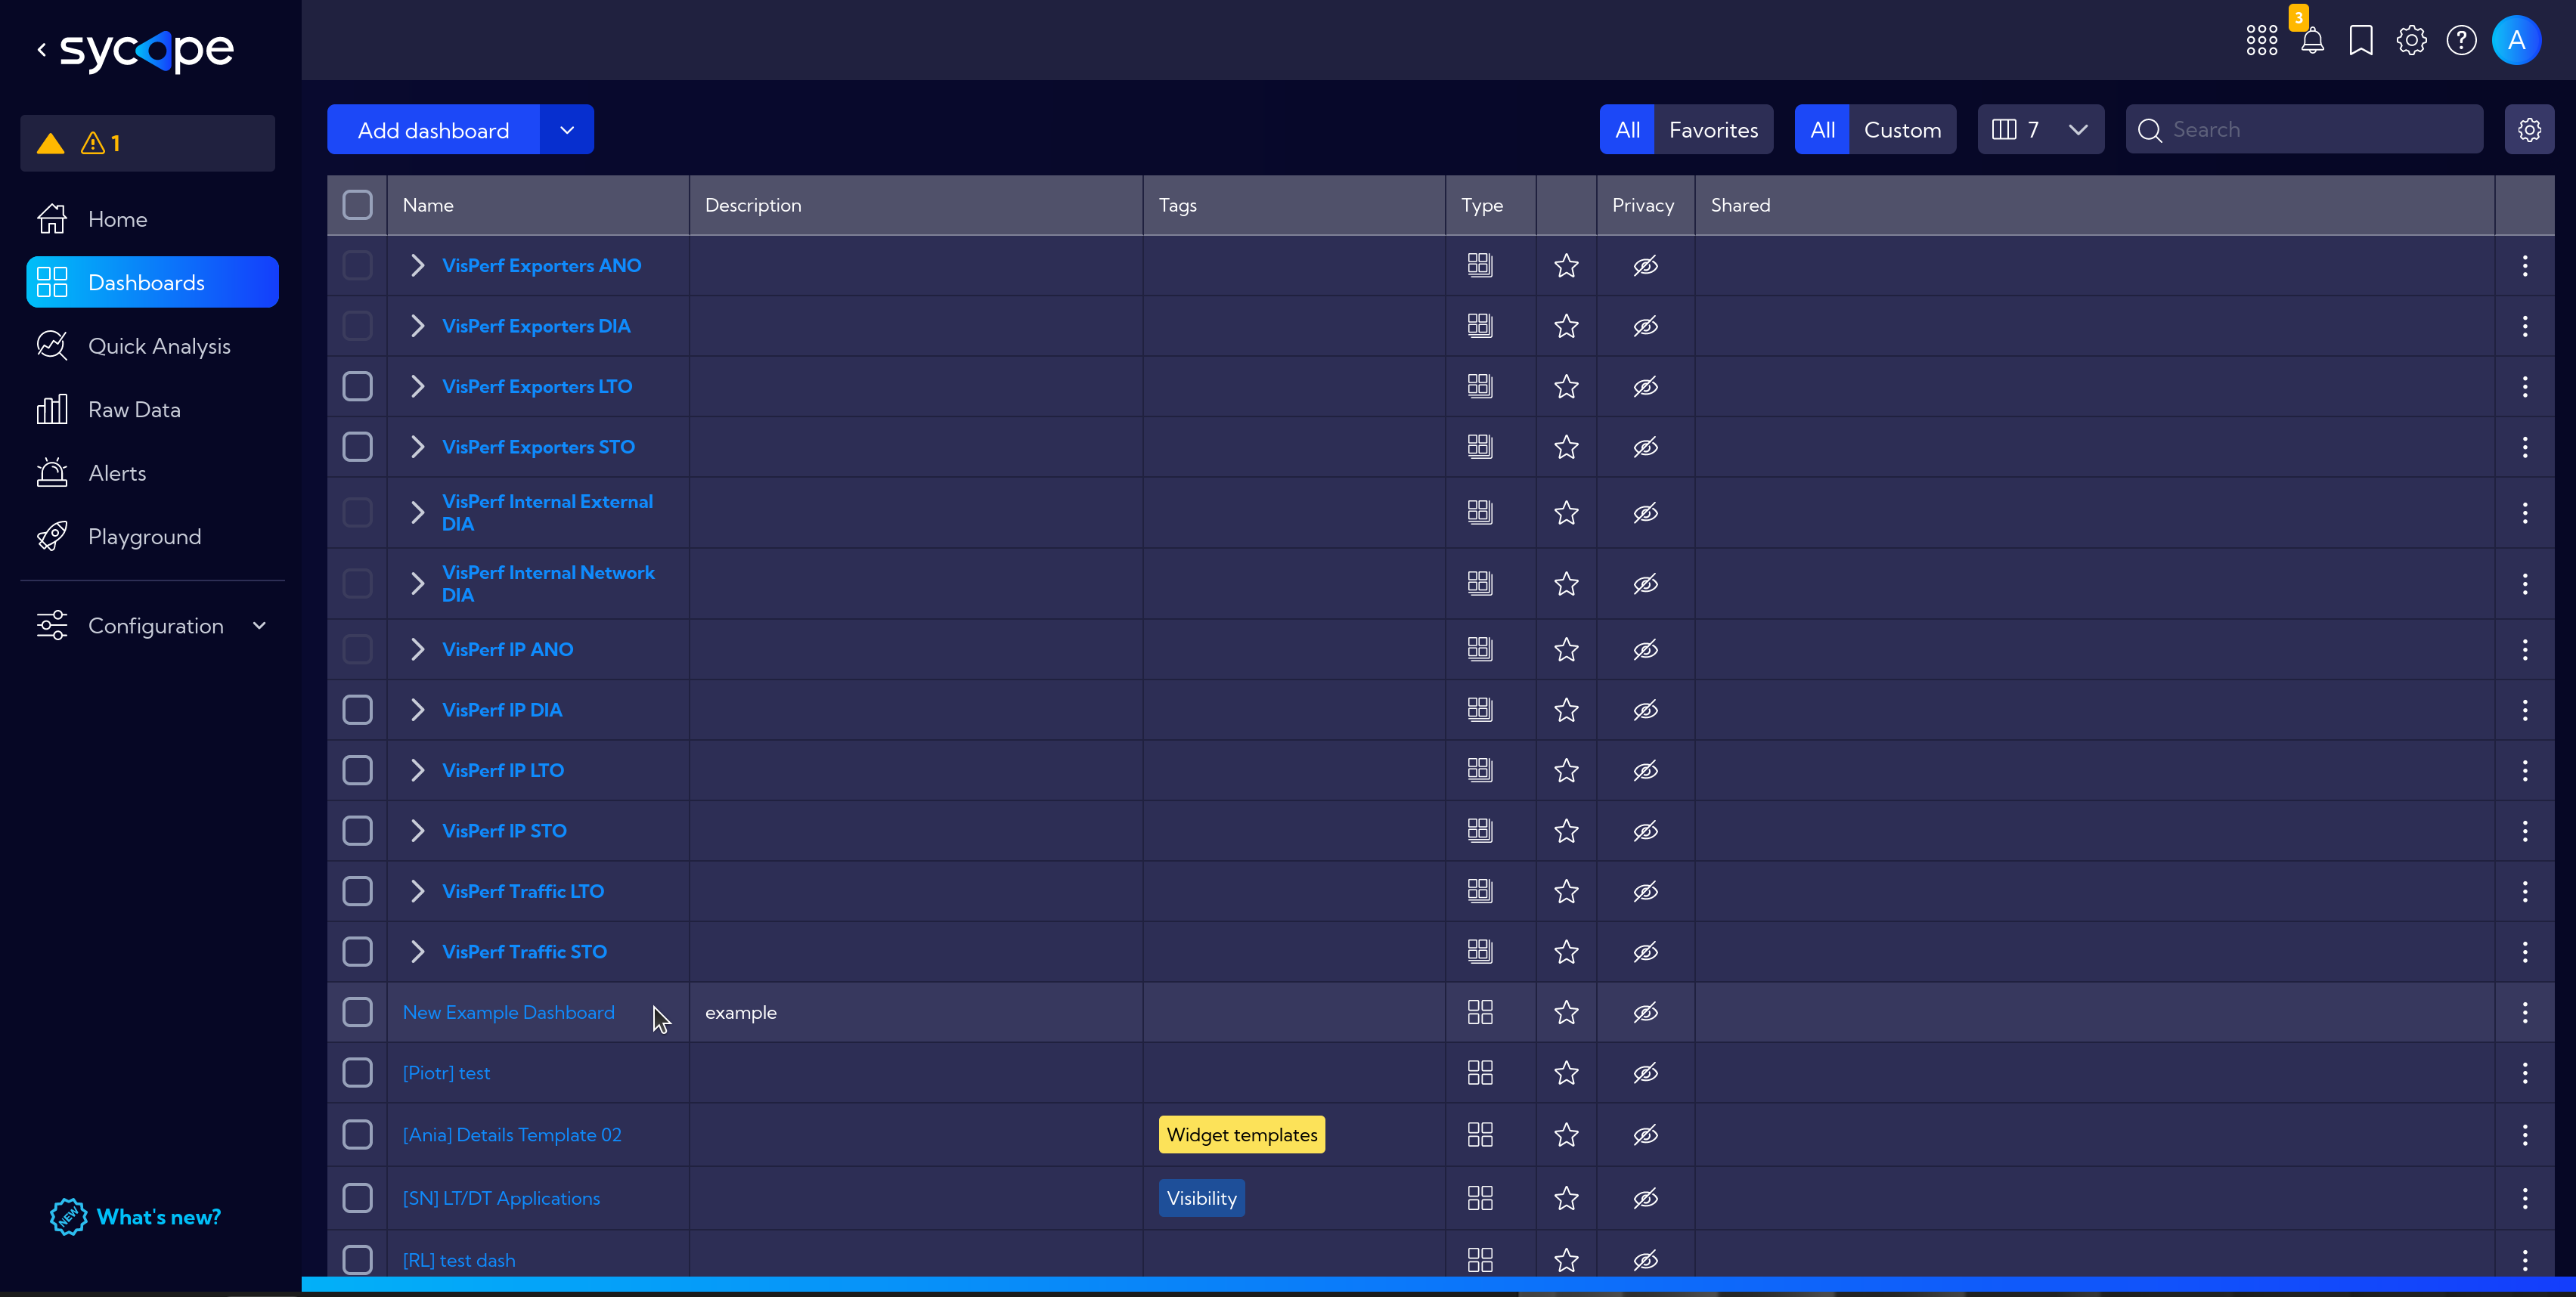 sycope
3
A
1
Add dashboard
All Favorites
All Custom
7
Search
Home
Dashboards
Quick Analysis
Raw Data
Alerts
Playground
Configuration
NEW
What's new?
Name Description Tags Type Privacy Shared
VisPerf Exporters ANO
VisPerf Exporters DIA
VisPerf Exporters LTO
VisPerf Exporters STO
VisPerf Internal External
DIA
VisPerf Internal Network
DIA
VisPerf IP ANO
VisPerf IP DIA
VisPerf IP LTO
VisPerf IP STO
VisPerf Traffic LTO
VisPerf Traffic STO
New Example Dashboard example
[Piotr] test
[Ania] Details Template 02 Widget templates
[SN] LT/DT Applications Visibility
[RL] test dash